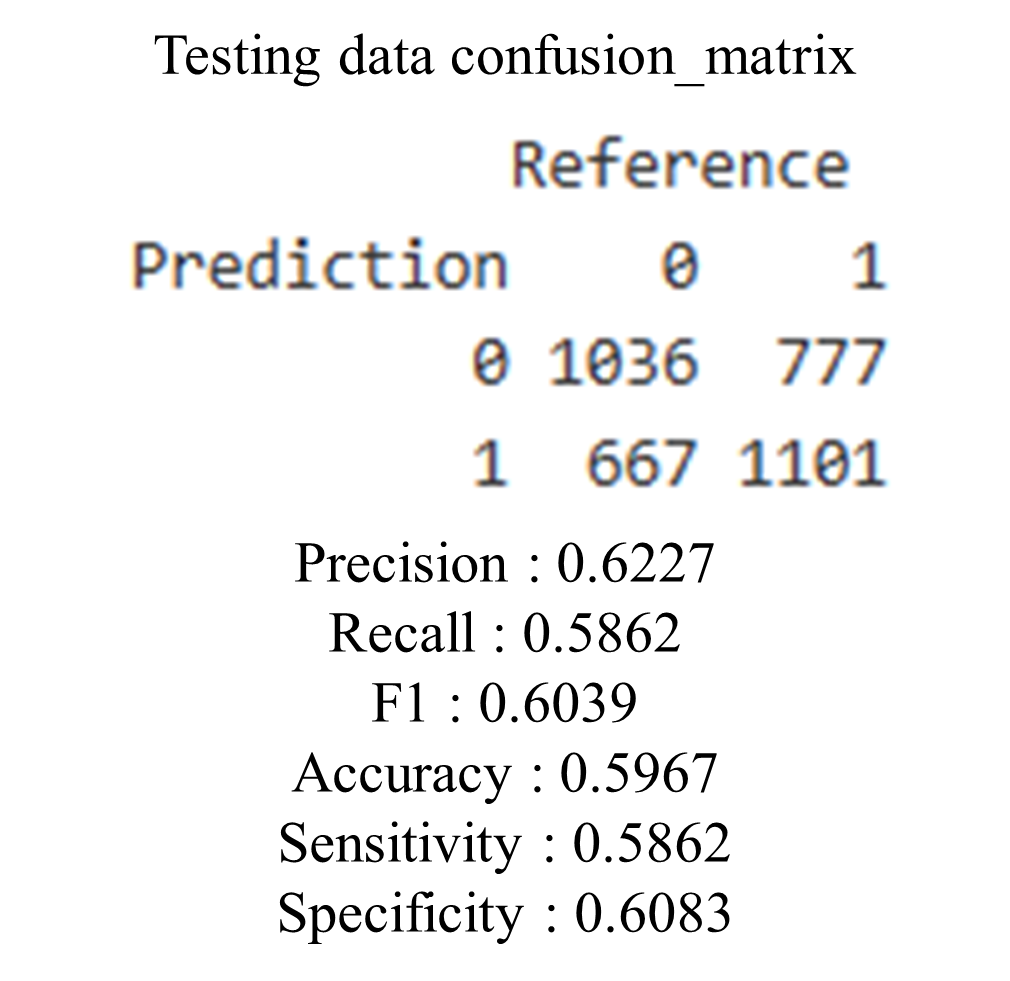 Testing data confusion_matrix
Reference
Prediction 0 1
0 1036 777
1 667 1101
Precision : 0.6227
Recall : 0.5862
F1 : 0.6039
Accuracy : 0.5967
Sensitivity : 0.5862
Specificity : 0.6083